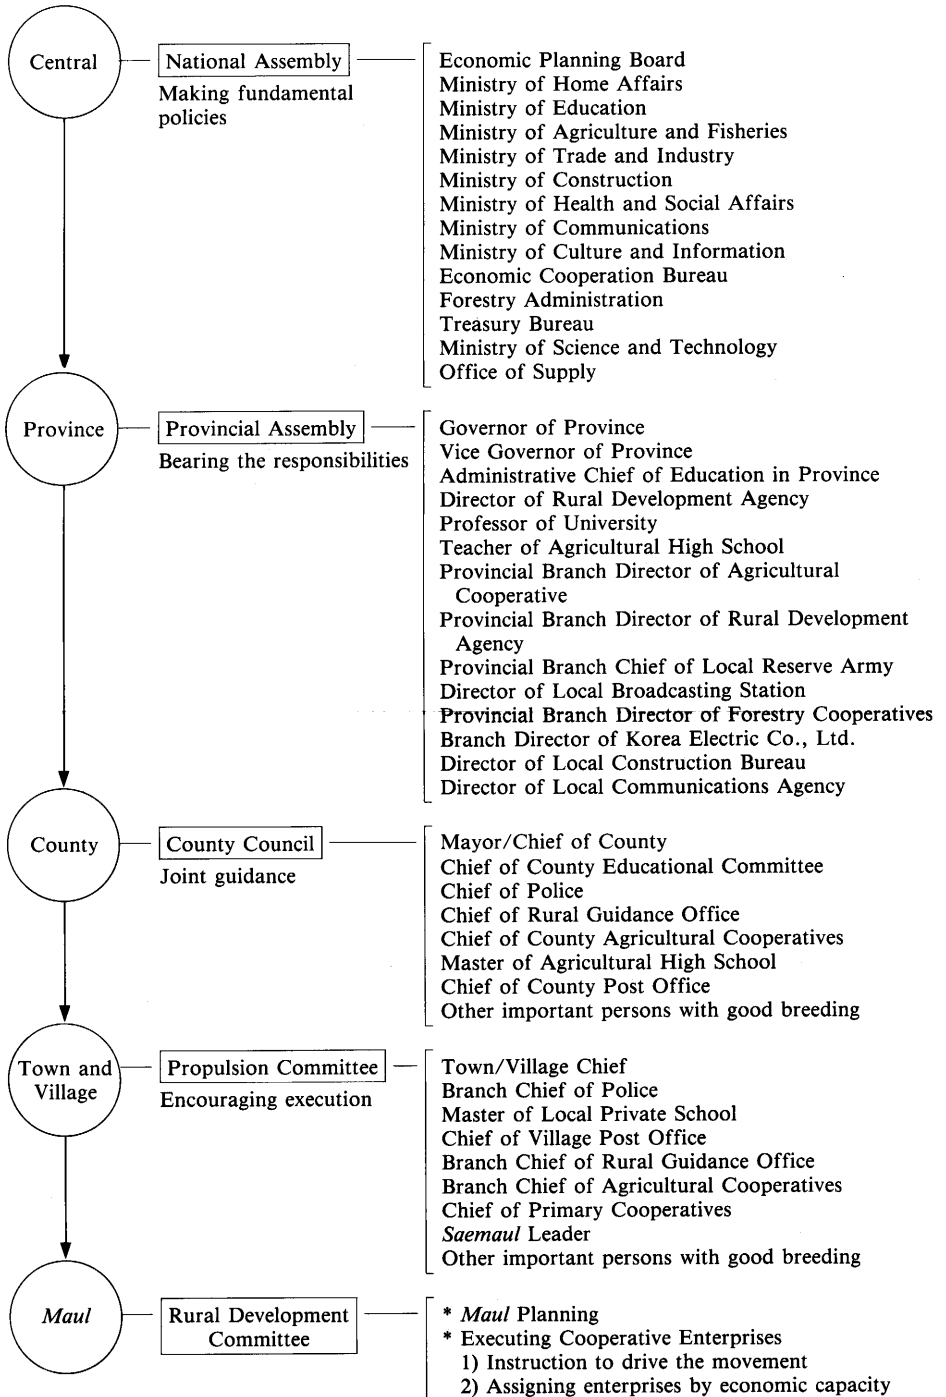 Central
National Assembly
Making fundamental
policies
Economic Planning Board
Ministry of Home Affairs
Ministry of Education
Ministry of Agriculture and Fisheries
Ministry of Trade and Industry
Ministry of Construction
Ministry of Health and Social Affairs
Ministry of Communications
Ministry of Culture and Information
Economic Cooperation Bureau
Forestry Administration
Treasury Bureau
Ministry of Science and Technology
Office of Supply
Province
Provincial Assembly
Bearing the responsibilities
Governor of Province
Vice Governor of Province
Administrative Chief of Education in Province
Director of Rural Development Agency
Professor of University
Teacher of Agricultural High School
Provincial Branch Director of Agricultural
Cooperative
Provincial Branch Director of Rural Development
Agency
Provincial Branch Chief of Local Reserve Army
Director of Local Broadcasting Station
Provincial Branch Director of Forestry Cooperatives
Branch Director of Korea Electric Co., Ltd.
Director of Local Construction Bureau
Director of Local Communications Agency
County
County Council
Joint guidance
Mayor/Chief of County
Chief of County Educational Committee
Chief of Police
Chief of Rural Guidance Office
Chief of County Agricultural Cooperatives
Master of Agricultural High School
Chief of County Post Office
Other important persons with good breeding
Town and
Village
Propulsion Committee
Encouraging execution
Town/Village Chief
Branch Chief of Police
Master of Local Private School
Chief of Village Post Office
Branch Chief of Rural Guidance Office
Branch Chief of Agricultural Cooperatives
Chief of Primary Cooperatives
Saemaul Leader
Other important persons with good breeding
Maul
Rural Development
Committee
* Maul Planning
* Executing Cooperative Enterprises
1) Instruction to drive the movement
2) Assigning enterprises by economic capacity